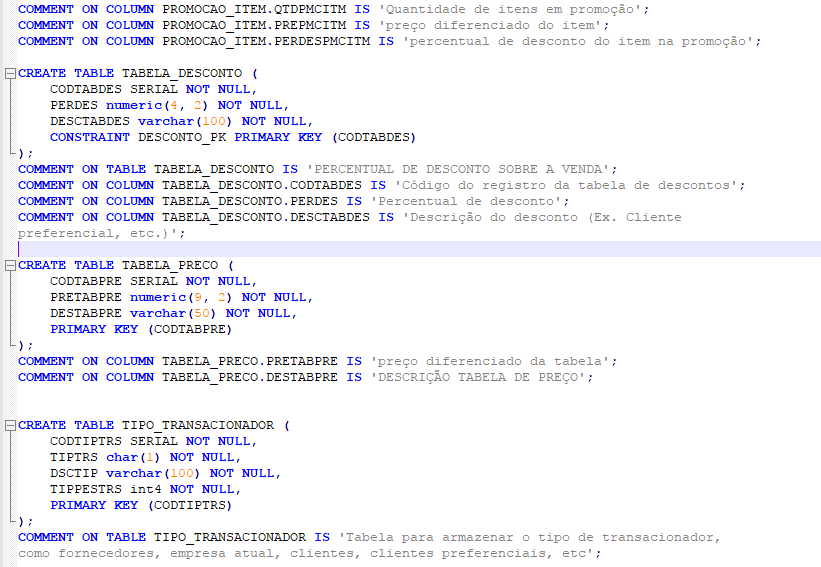 COMMENT ON COLUMN PROMOCAO_ITEM.QTDPMCITM IS 'Quantidade de itens em promoção';
COMMENT ON COLUMN PROMOCAO_ITEM.PREPMCITM IS 'preço diferenciado do item';
COMMENT ON COLUMN PROMOCAO_ITEM.PERDESPMCITM IS 'percentual de desconto do item na promoção';
CREATE TABLE TABELA_DESCONTO (
CODTABDES SERIAL NOT NULL,
PERDES numeric(4, 2) NOT NULL,
DESCTABDES varchar(100) NOT NULL,
CONSTRAINT DESCONTO_PK PRIMARY KEY (CODTABDES)
);
COMMENT ON TABLE TABELA_DESCONTO IS 'PERCENTUAL DE DESCONTO SOBRE A VENDA';
COMMENT ON COLUMN TABELA_DESCONTO.CODTABDES IS 'Código do registro da tabela de descontos';
COMMENT ON COLUMN TABELA_DESCONTO.PERDES IS 'Percentual de desconto';
COMMENT ON COLUMN TABELA_DESCONTO.DESCTABDES IS 'Descrição do desconto (Ex. Cliente
preferencial, etc.)';
CREATE TABLE TABELA_PRECO (
CODTABPRE SERIAL NOT NULL,
PRETABPRE numeric(9, 2) NOT NULL,
DESTABPRE varchar(50) NOT NULL,
PRIMARY KEY (CODTABPRE)
);
COMMENT ON COLUMN TABELA_PRECO.PRETABPRE IS 'preço diferenciado da tabela';
COMMENT ON COLUMN TABELA_PRECO.DESTABPRE IS 'DESCRIÇÃO TABELA DE PREÇO';
CREATE TABLE TIPO_TRANSACIONADOR (
CODTIPTRS SERIAL NOT NULL,
TIPTRS char(1) NOT NULL,
DSCTIP varchar(100) NOT NULL,
TIPPESTRS int4 NOT NULL,
PRIMARY KEY (CODTIPTRS)
);
COMMENT ON TABLE TIPO_TRANSACIONADOR IS 'Tabela para armazenar o tipo de transacionador,
como fornecedores, empresa atual, clientes, clientes preferenciais, etc';